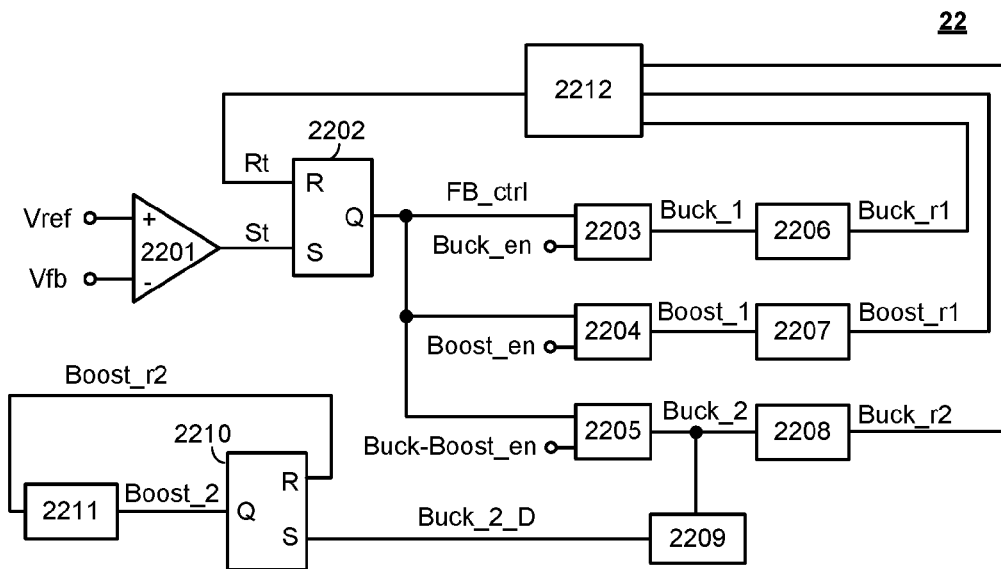 22
2212
2202
Rt
R
Q
S
Vref
+
2201
St
Vfb
-
FB_ctrl
Buck_en
2203
Buck_1
2206
Buck_r1
Boost_en
2204
Boost_1
2207
Boost_r1
Buck-Boost_en
2205
Buck_2
2208
Buck_r2
Boost_r2
2210
2211
Boost_2
Q
R
S
Buck_2_D
2209